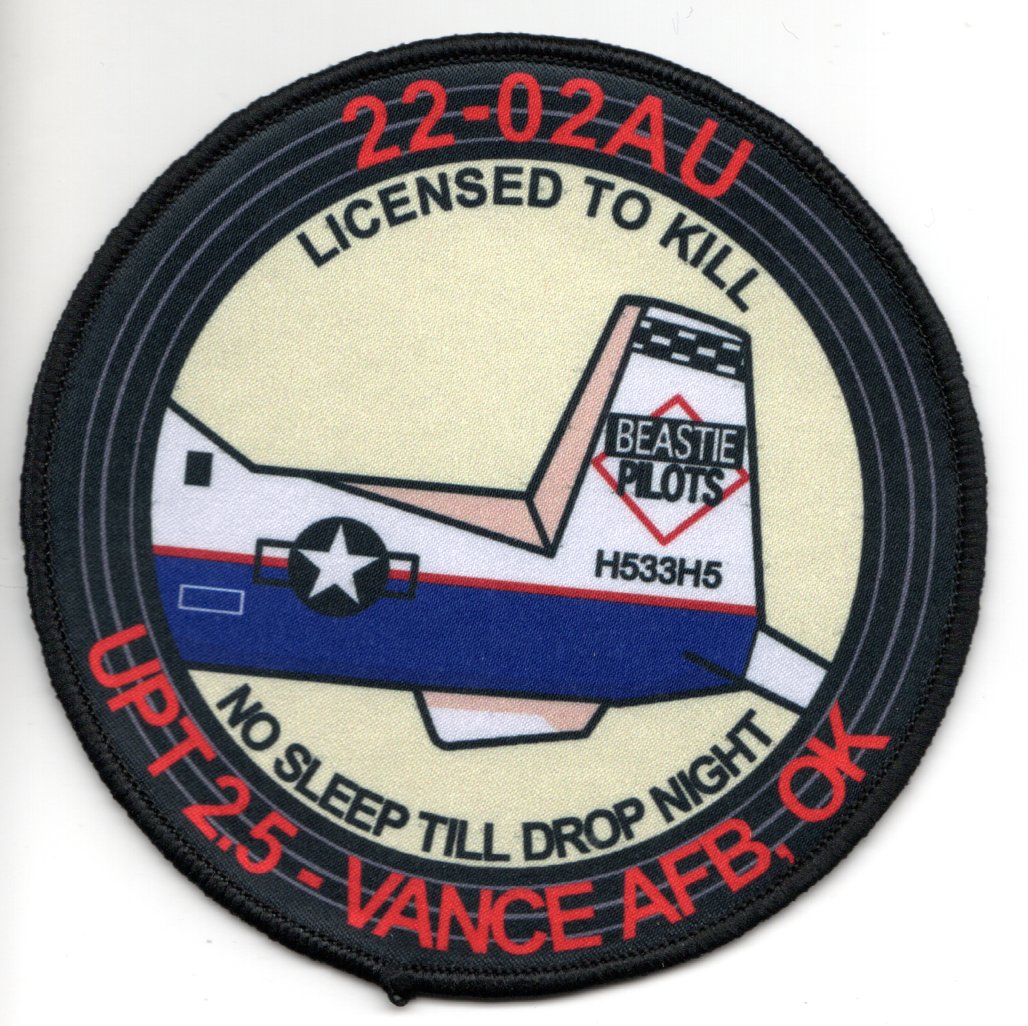 22-02AU
LICENSED TO KILL
BEASTIE
PILOTS
H533H5
NO SLEEP TILL DROP NIGHT
UPT 2.5 - VANCE AFB, OK